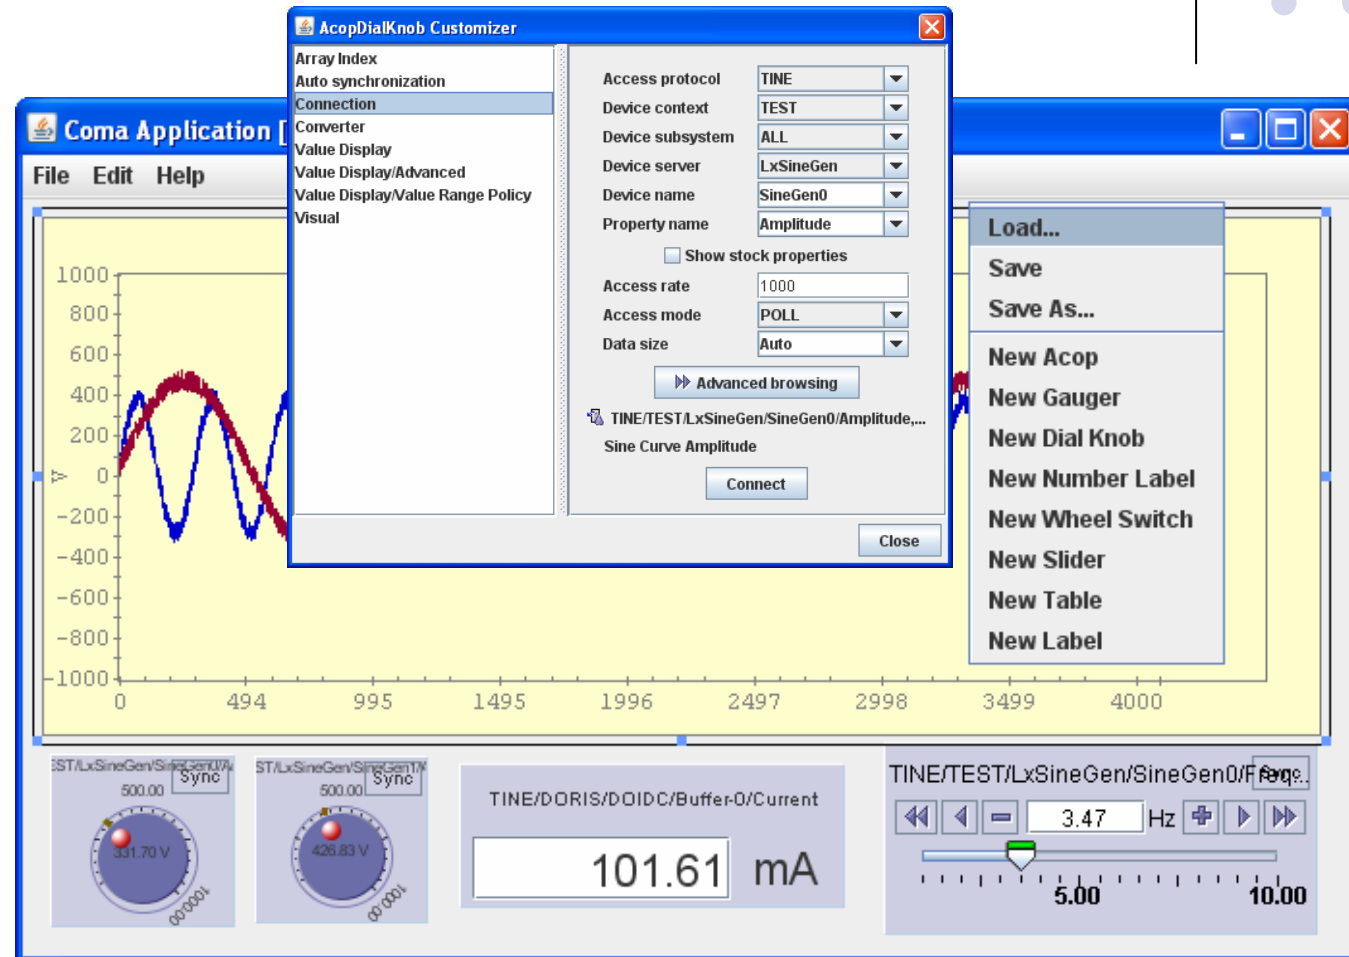 AcopDialKnob Customizer
Array Index
Auto synchronization
Connection
Converter
Value Display
Value Display/Advanced
Value Display/Value Range Policy
Visual
Access protocol TINE
Device context TEST
Device subsystem ALL
Device server LxSineGen
Device name SineGen0
Property name Amplitude
Show stock properties
Access rate 1000
Access mode POLL
Data size Auto
Advanced browsing
TINE/TEST/LxSineGen/SineGen0/Amplitude,...
Sine Curve Amplitude
Connect
Close
Coma Application [
File Edit Help
Load...
Save
Save As...
New Acop
New Gauger
New Dial Knob
New Number Label
New Wheel Switch
New Slider
New Table
New Label
1000
800
600
400
200
0
-200
-400
-600
-800
-1000
V
0 494 995 1495 1996 2497 2998 3499 4000
Sync
500.00
331.70 V
1000.00
Sync
500.00
426.83 V
1000.00
TINE/DORIS/DOIDC/Buffer-0/Current
101.61 mA
TINE/TEST/LxSineGen/SineGen0/Freq...
Sync
3.47 Hz
5.00 10.00